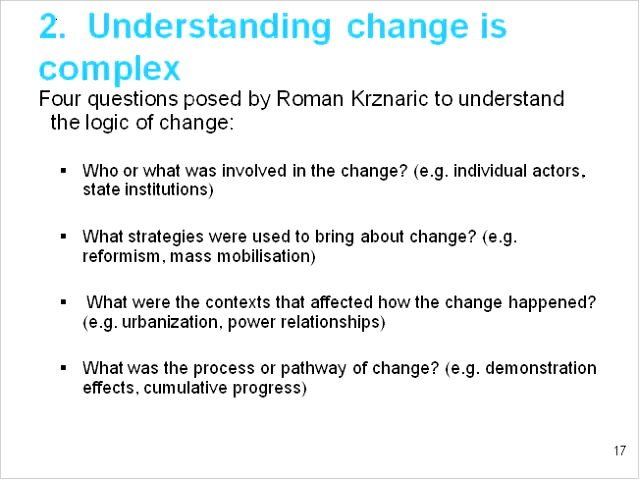 2.  Understanding change is
complex
Four questions posed by Roman Krznaric to understand
the logic of change:
▪ Who or what was involved in the change? (e.g. individual actors,
state institutions)
▪ What strategies were used to bring about change? (e.g.
reformism, mass mobilisation)
▪ What were the contexts that affected how the change happened?
(e.g. urbanization, power relationships)
▪ What was the process or pathway of change? (e.g. demonstration
effects, cumulative progress)
17